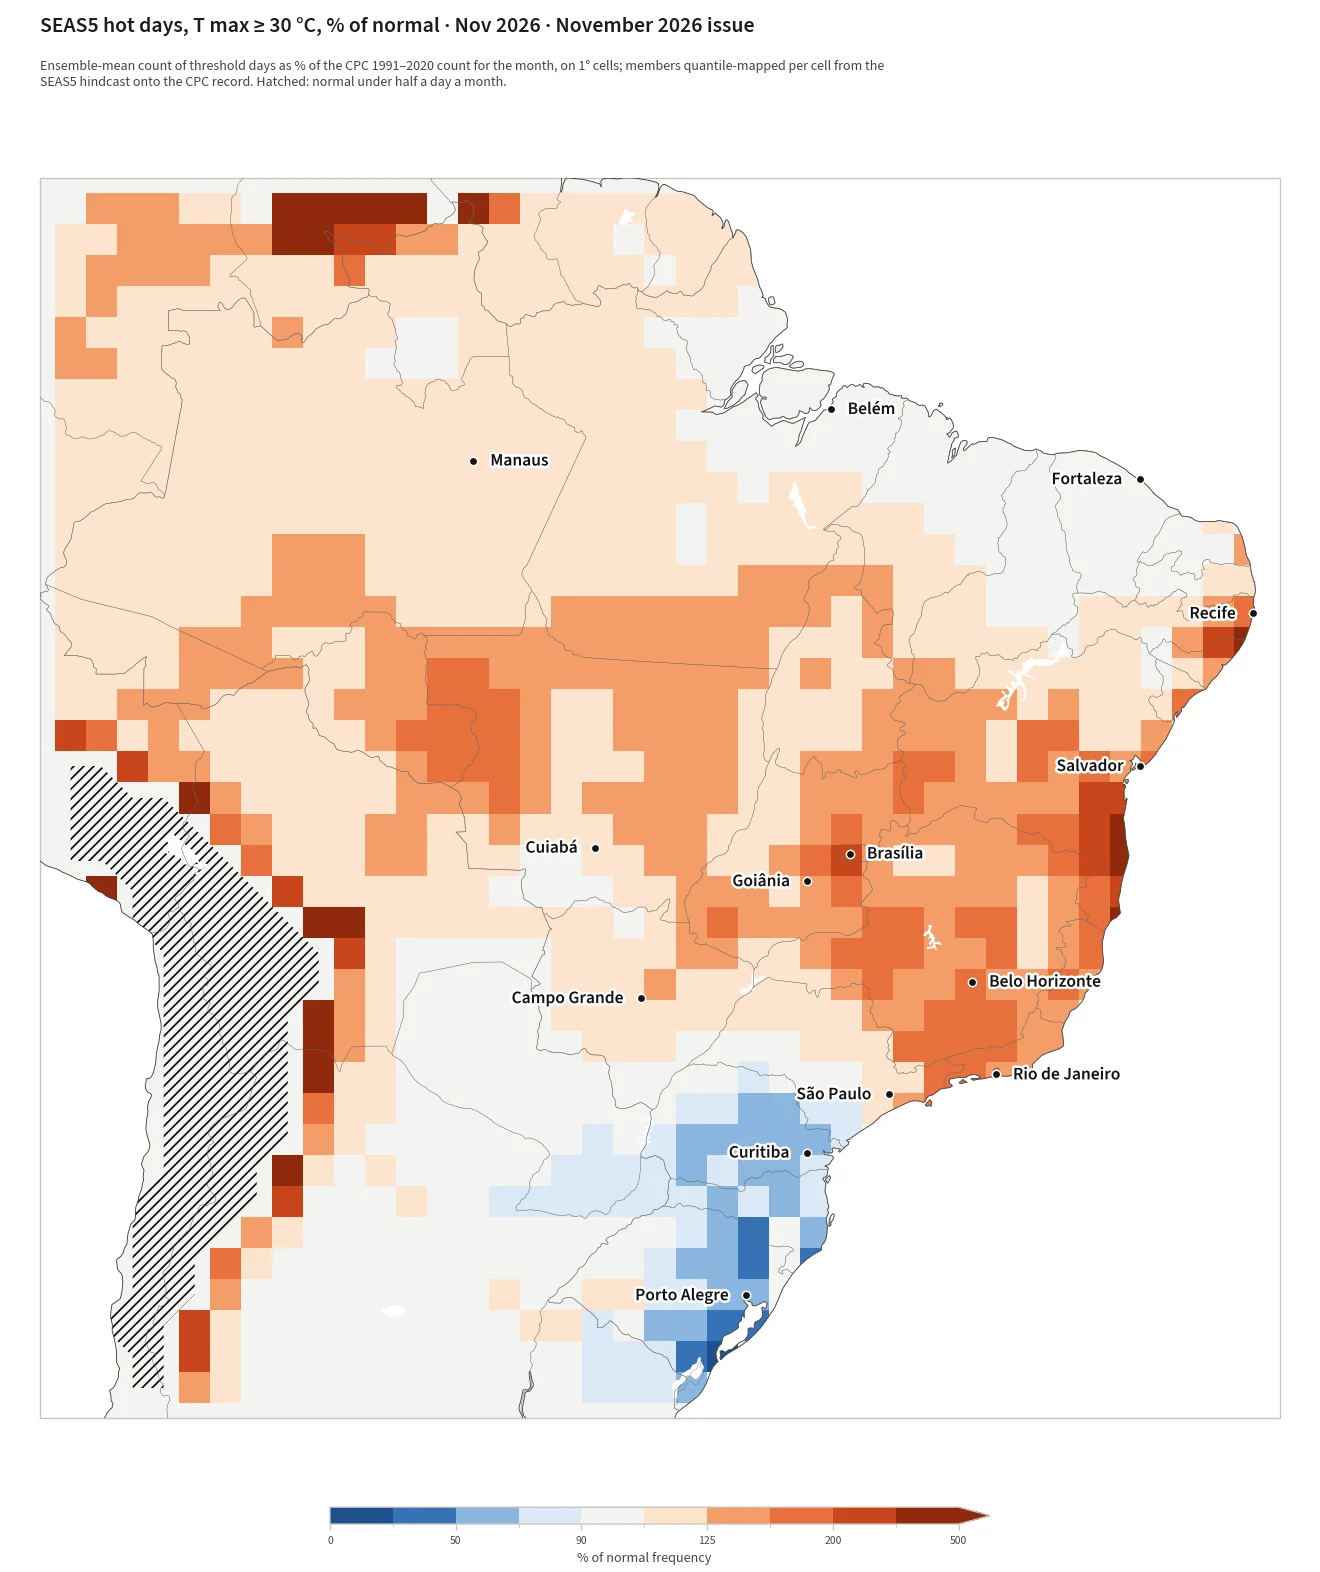 SEAS5 hot days, T max ≥ 30 °C, % of normal · Nov 2026 · November 2026 issue
Ensemble-mean count of threshold days as % of the CPC 1991–2020 count for the month, on 1° cells; members quantile-mapped per cell from the
SEAS5 hindcast onto the CPC record. Hatched: normal under half a day a month.
Belém
Manaus
Fortaleza
Recife
Salvador
Cuiabá
Brasília
Goiânia
Belo Horizonte
Campo Grande
Rio de Janeiro
São Paulo
Curitiba
Porto Alegre
0 50 90 125 200 500
% of normal frequency